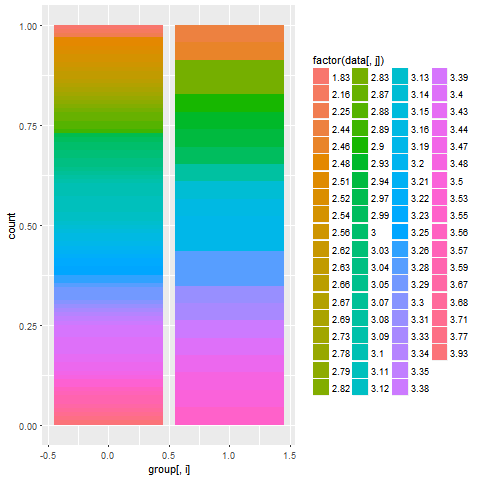 1.00
0.75
0.50
0.25
0.00
count
-0.5 0.0 0.5 1.0 1.5
group[, i]
factor(data[, j])
1.83 2.83 3.13 3.39
2.16 2.87 3.14 3.4
2.25 2.88 3.15 3.43
2.44 2.89 3.16 3.44
2.46 2.9 3.19 3.47
2.48 2.93 3.2 3.48
2.51 2.94 3.21 3.5
2.52 2.97 3.22 3.53
2.54 2.99 3.23 3.55
2.56 3 3.25 3.56
2.62 3.03 3.26 3.57
2.63 3.04 3.28 3.59
2.66 3.05 3.29 3.67
2.67 3.07 3.3 3.68
2.69 3.08 3.31 3.71
2.73 3.09 3.33 3.77
2.78 3.1 3.34 3.93
2.79 3.11 3.35
2.82 3.12 3.38